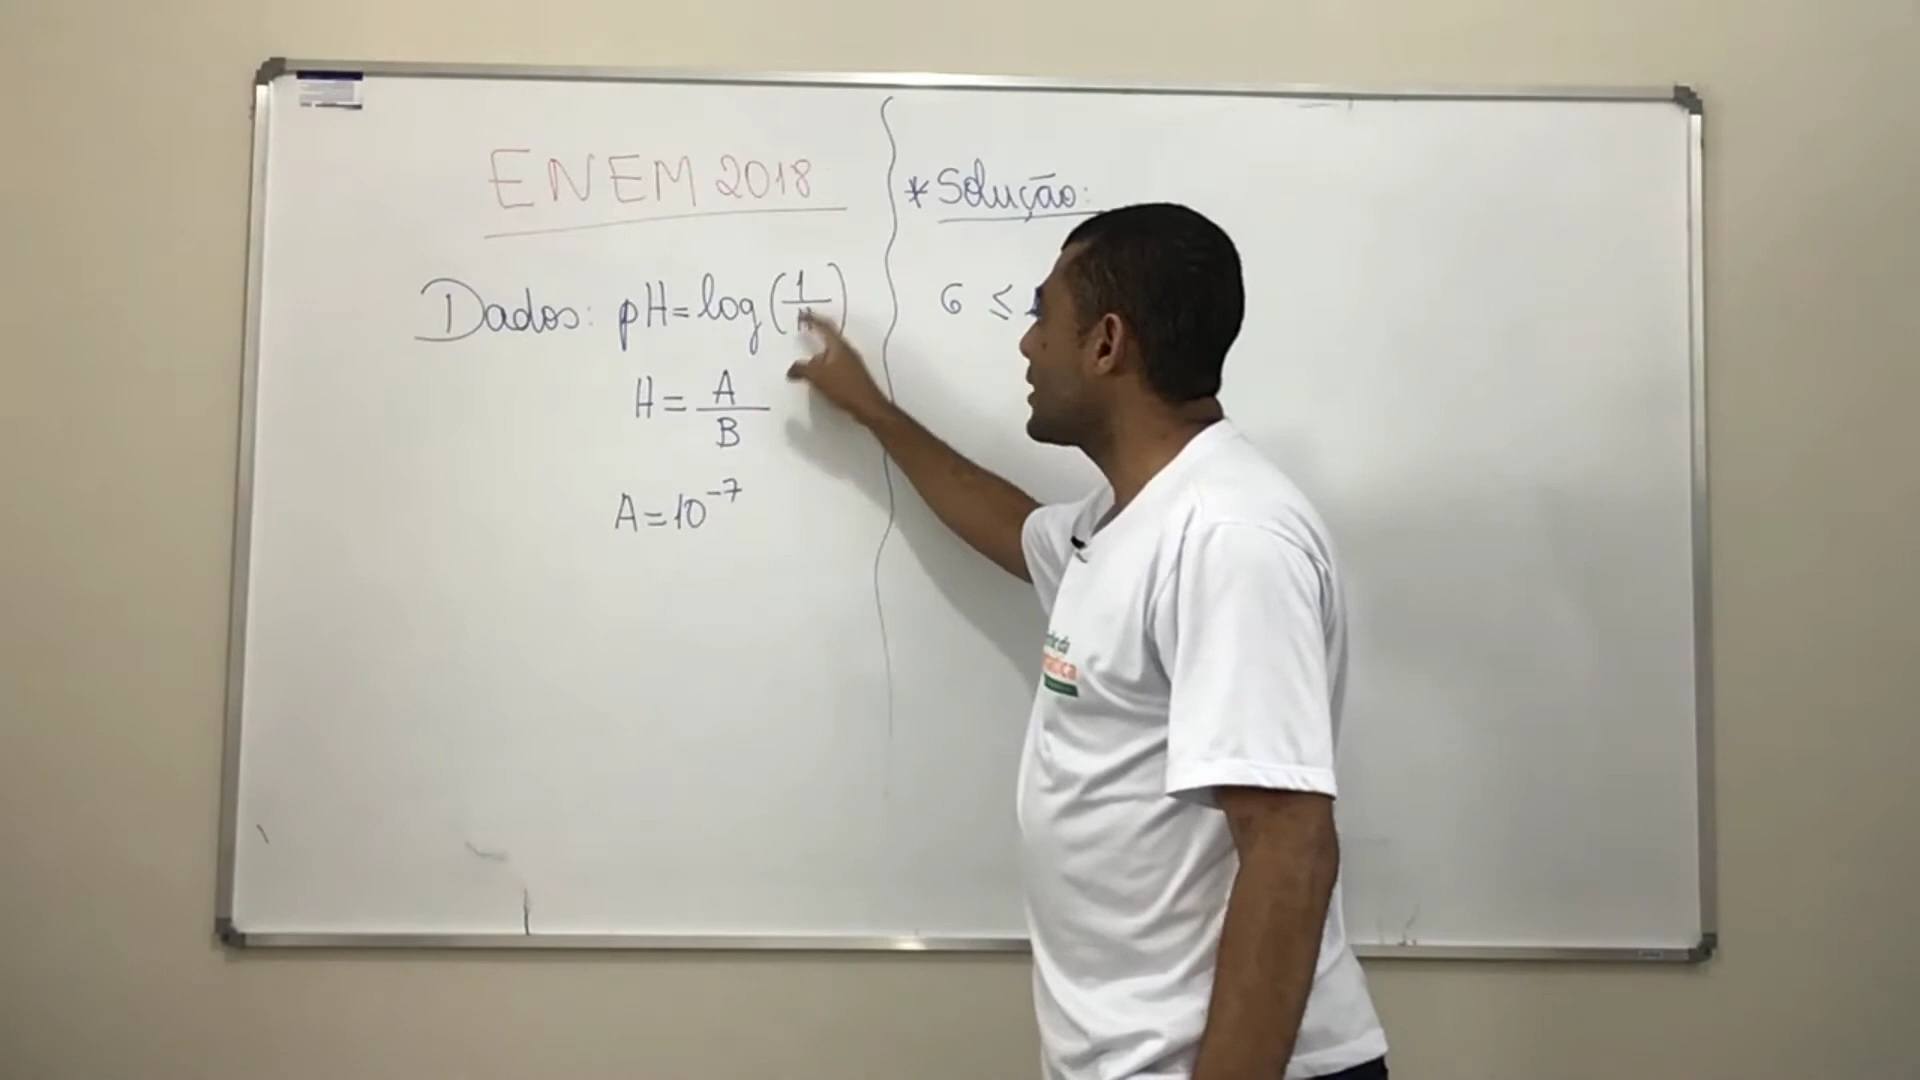 ENEM 2018
Dados: pH=log(1/H)
H = A/B
A=10⁻⁷
*Solução:
6 ≤